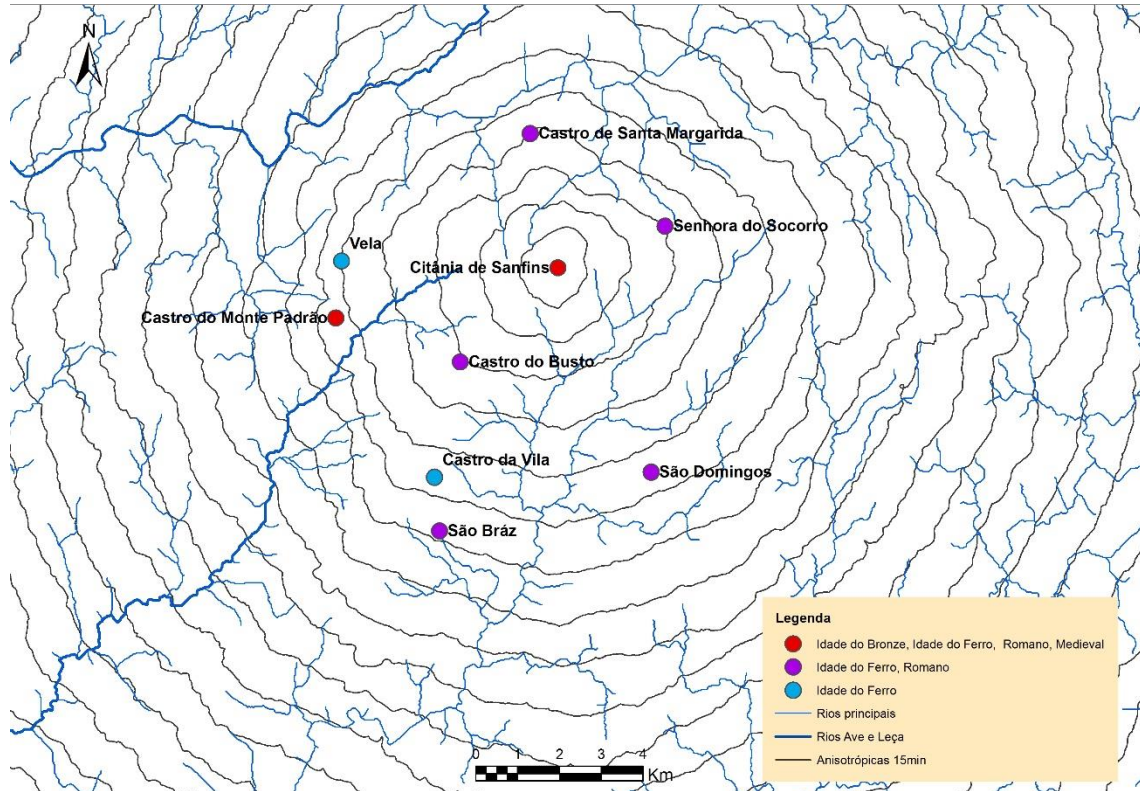 N
Castro de Santa Margarida
Senhora do Socorro
Vela
Citânia de Sanfins
Castro do Monte Padrão
Castro do Busto
Castro da Vila
São Domingos
São Bráz
Legenda
Idade do Bronze, Idade do Ferro, Romano, Medieval
Idade do Ferro, Romano
Idade do Ferro
Rios principais
Rios Ave e Leça
Anisotrópicas 15min
0 1 2 3 4
Km